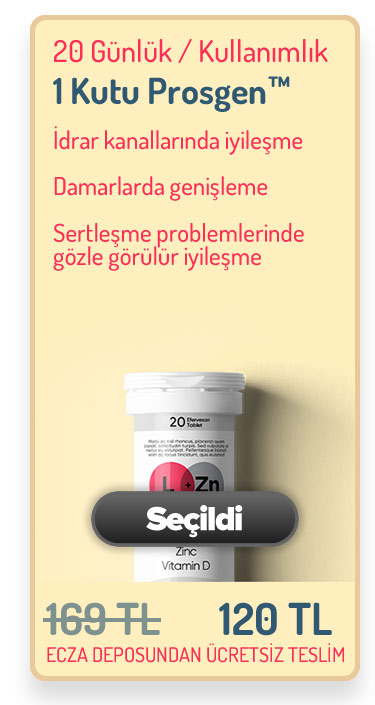 20 Günlük / Kullanımlık
1 Kutu Prosgen™
İdrar kanallarında iyileşme
Damarlarda genişleme
Sertleşme problemlerinde
gözle görülür iyileşme
20 Efervesan
Tablet
L + Zn
Seçildi
Zinc
Vitamin D
169 TL 120 TL
ECZA DEPOSUNDAN ÜCRETSİZ TESLİM